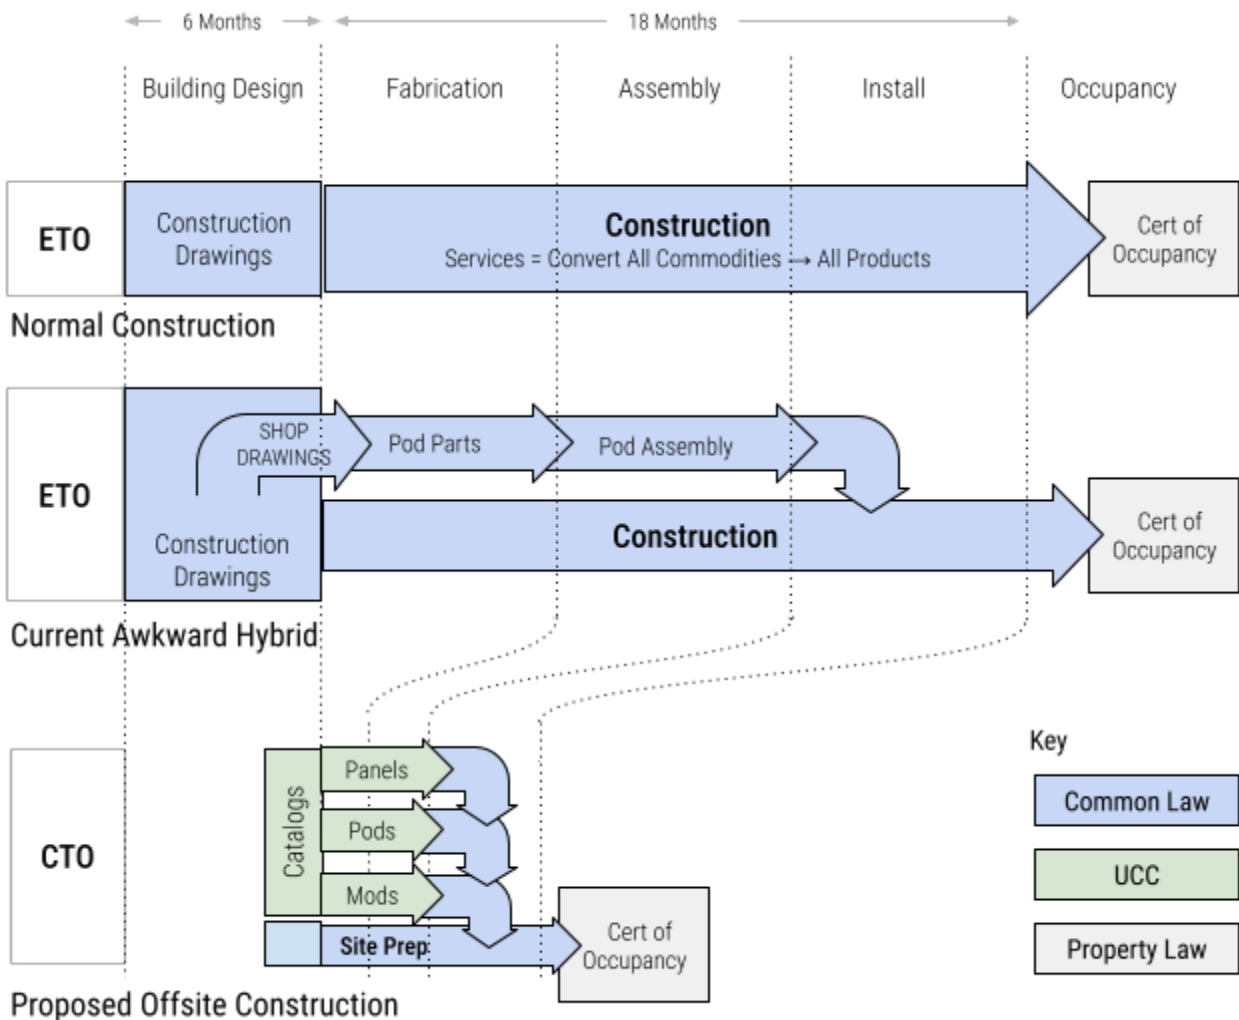 6 Months
18 Months
Building Design
Fabrication
Assembly
Install
Occupancy
ETO
Construction
Drawings
Construction
Services = Convert All Commodities → All Products
Cert of
Occupancy
Normal Construction
ETO
SHOP
DRAWINGS
Pod Parts
Pod Assembly
Construction
Drawings
Construction
Cert of
Occupancy
Current Awkward Hybrid
CTO
Catalogs
Panels
Pods
Mods
Site Prep
Cert of
Occupancy
Proposed Offsite Construction
Key
Common Law
UCC
Property Law